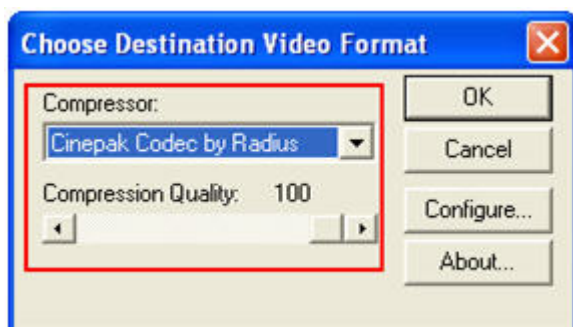 Choose Destination Video Format
Compressor:
Cinepak Codec by Radius
Compression Quality: 100
OK
Cancel
Configure...
About...